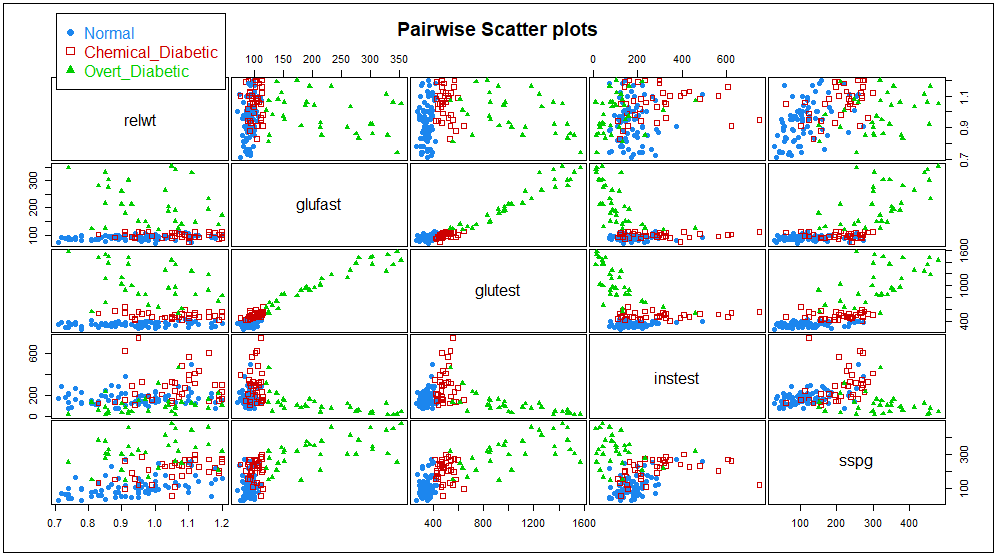 Pairwise Scatter plots
Normal
Chemical_Diabetic
Overt_Diabetic
100 150 200 250 300 350
0 200 400 600
relwt
0.7 0.9 1.1
100 200 300
glufast
glutest
400 1000 1600
0 200 600
instest
sspg
100 300
0.7 0.8 0.9 1.0 1.1 1.2
400 800 1200 1600
100 200 300 400